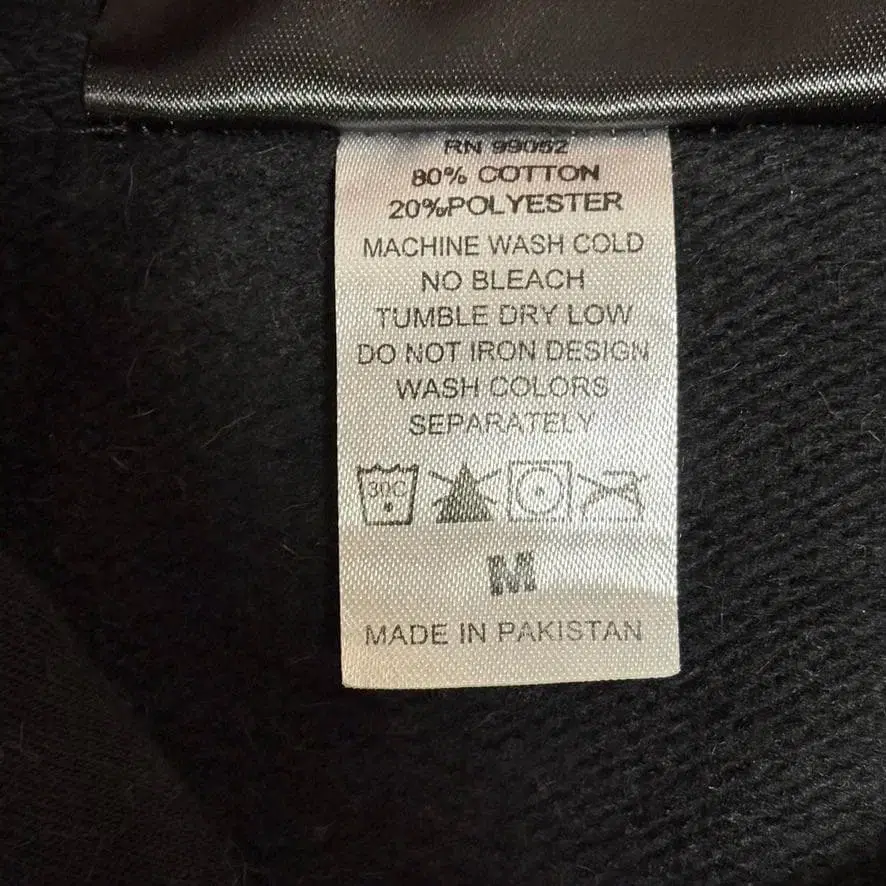 RN 99052
80% COTTON
20%POLYESTER
MACHINE WASH COLD
NO BLEACH
TUMBLE DRY LOW
DO NOT IRON DESIGN
WASH COLORS
SEPARATELY
30C
M
MADE IN PAKISTAN